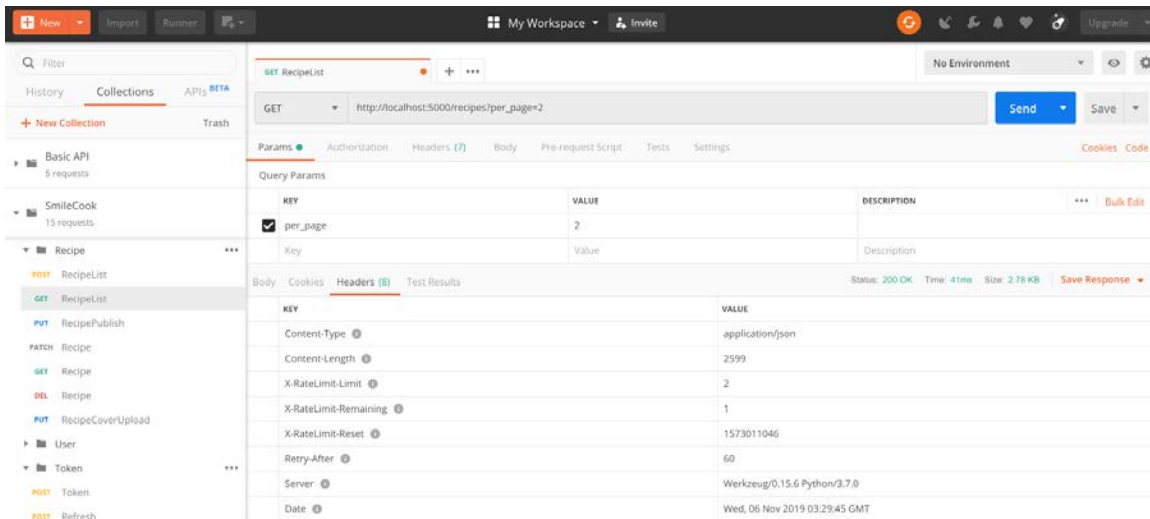 New Import Runner My Workspace Invite Upgrade
Filter
History Collections APIs BETA
+ New Collection Trash
Basic API
5 requests
SmileCook
15 requests
Recipe
POST RecipeList
GET RecipeList
PUT RecipePublish
PATCH Recipe
GET Recipe
DEL Recipe
PUT RecipeCoverUpload
User
Token
POST Token
POST Refresh
GET RecipeList + ••• No Environment
GET http://localhost:5000/recipes?per_page=2 Send Save
Params Authorization Headers (7) Body Pre-request Script Tests Settings Cookies Code
Query Params
KEY VALUE DESCRIPTION ••• Bulk Edit
per_page 2
Key Value Description
Body Cookies Headers (8) Test Results Status: 200 OK Time: 41ms Size: 2.78 KB Save Response
KEY VALUE
Content-Type application/json
Content-Length 2599
X-RateLimit-Limit 2
X-RateLimit-Remaining 1
X-RateLimit-Reset 1573011046
Retry-After 60
Server Werkzeug/0.15.6 Python/3.7.0
Date Wed, 06 Nov 2019 03:29:45 GMT